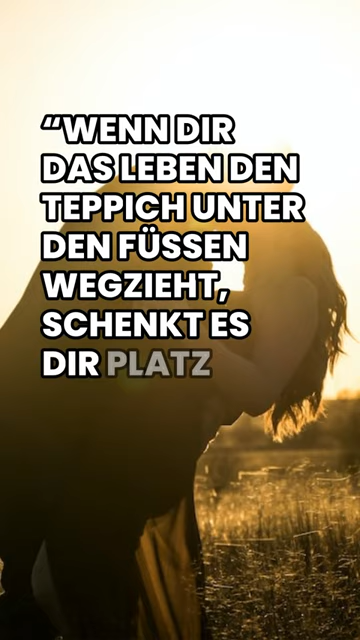 “WENN DIR
DAS LEBEN DEN
TEPPICH UNTER
DEN FÜSSEN
WEGZIEHT,
SCHENKT ES
DIR PLATZ